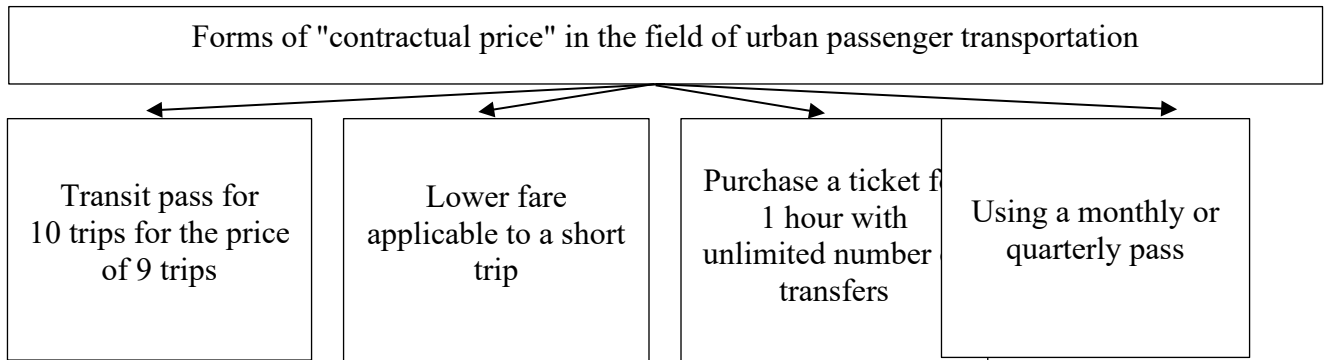 Forms of "contractual price" in the field of urban passenger transportation
Transit pass for
10 trips for the price
of 9 trips
Lower fare
applicable to a short
trip
Purchase a ticket
1 hour with
unlimited number
transfers
Using a monthly or
quarterly pass